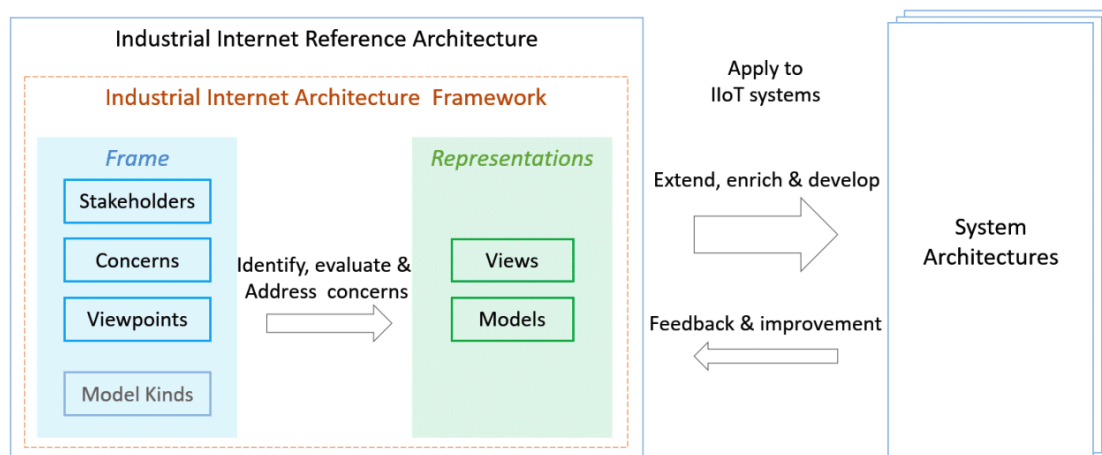 Industrial Internet Reference Architecture
Industrial Internet Architecture Framework
Frame
Stakeholders
Concerns
Viewpoints
Model Kinds
Identify, evaluate &
Address concerns
Representations
Views
Models
Apply to
IIoT systems
Extend, enrich & develop
Feedback & improvement
System
Architectures